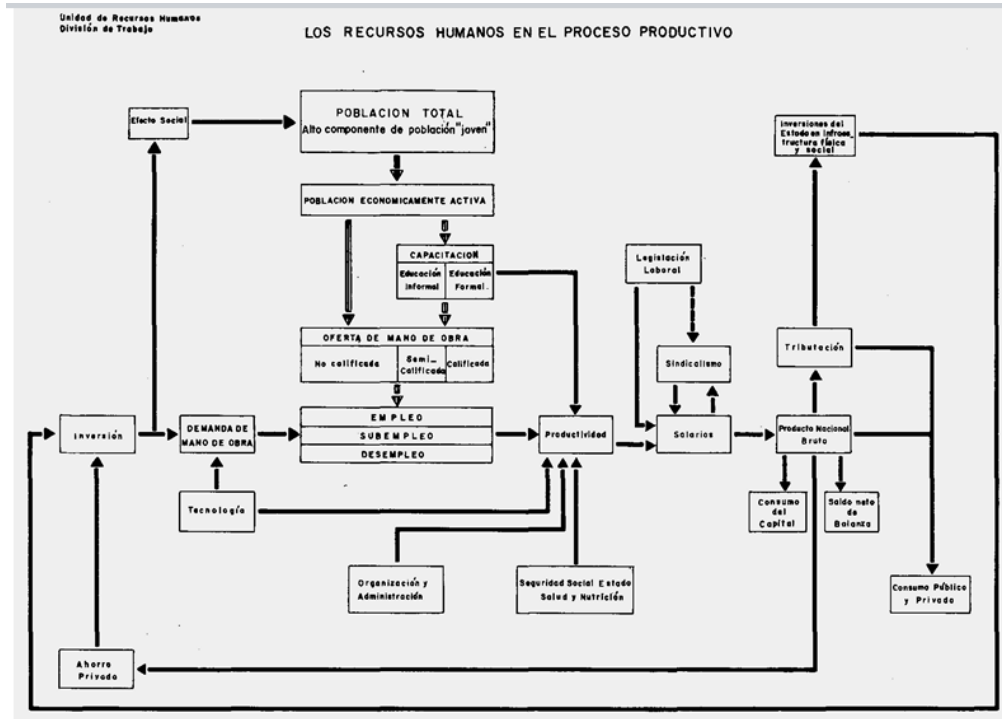 Unidad de Recursos Humanos
División de Trabajo
LOS RECURSOS HUMANOS EN EL PROCESO PRODUCTIVO
Efecto Social
POBLACION TOTAL
Alto componente de población "joven"
Inversiones del
Estado en infraes_
tructura física
y social
POBLACION ECONOMICAMENTE ACTIVA
CAPACITACION
Educación
Informal
Educación
Formal.
Legislación
Laboral
OFERTA DE MANO DE OBRA
No calificada
Semi_
Calificada
Calificada
Sindicalismo
Tributación
Inversión
DEMANDA DE
MANO DE OBRA
EMPLEO
SUBEMPLEO
DESEMPLEO
Productividad
Salarios
Producto Nacional
Bruto
Tecnología
Consumo
del
Capital
Saldo neto
de
Balanza
Organización y
Administración
Seguridad Social Estado
Salud y Nutrición
Consumo Público
y Privado
Ahorro
Privado